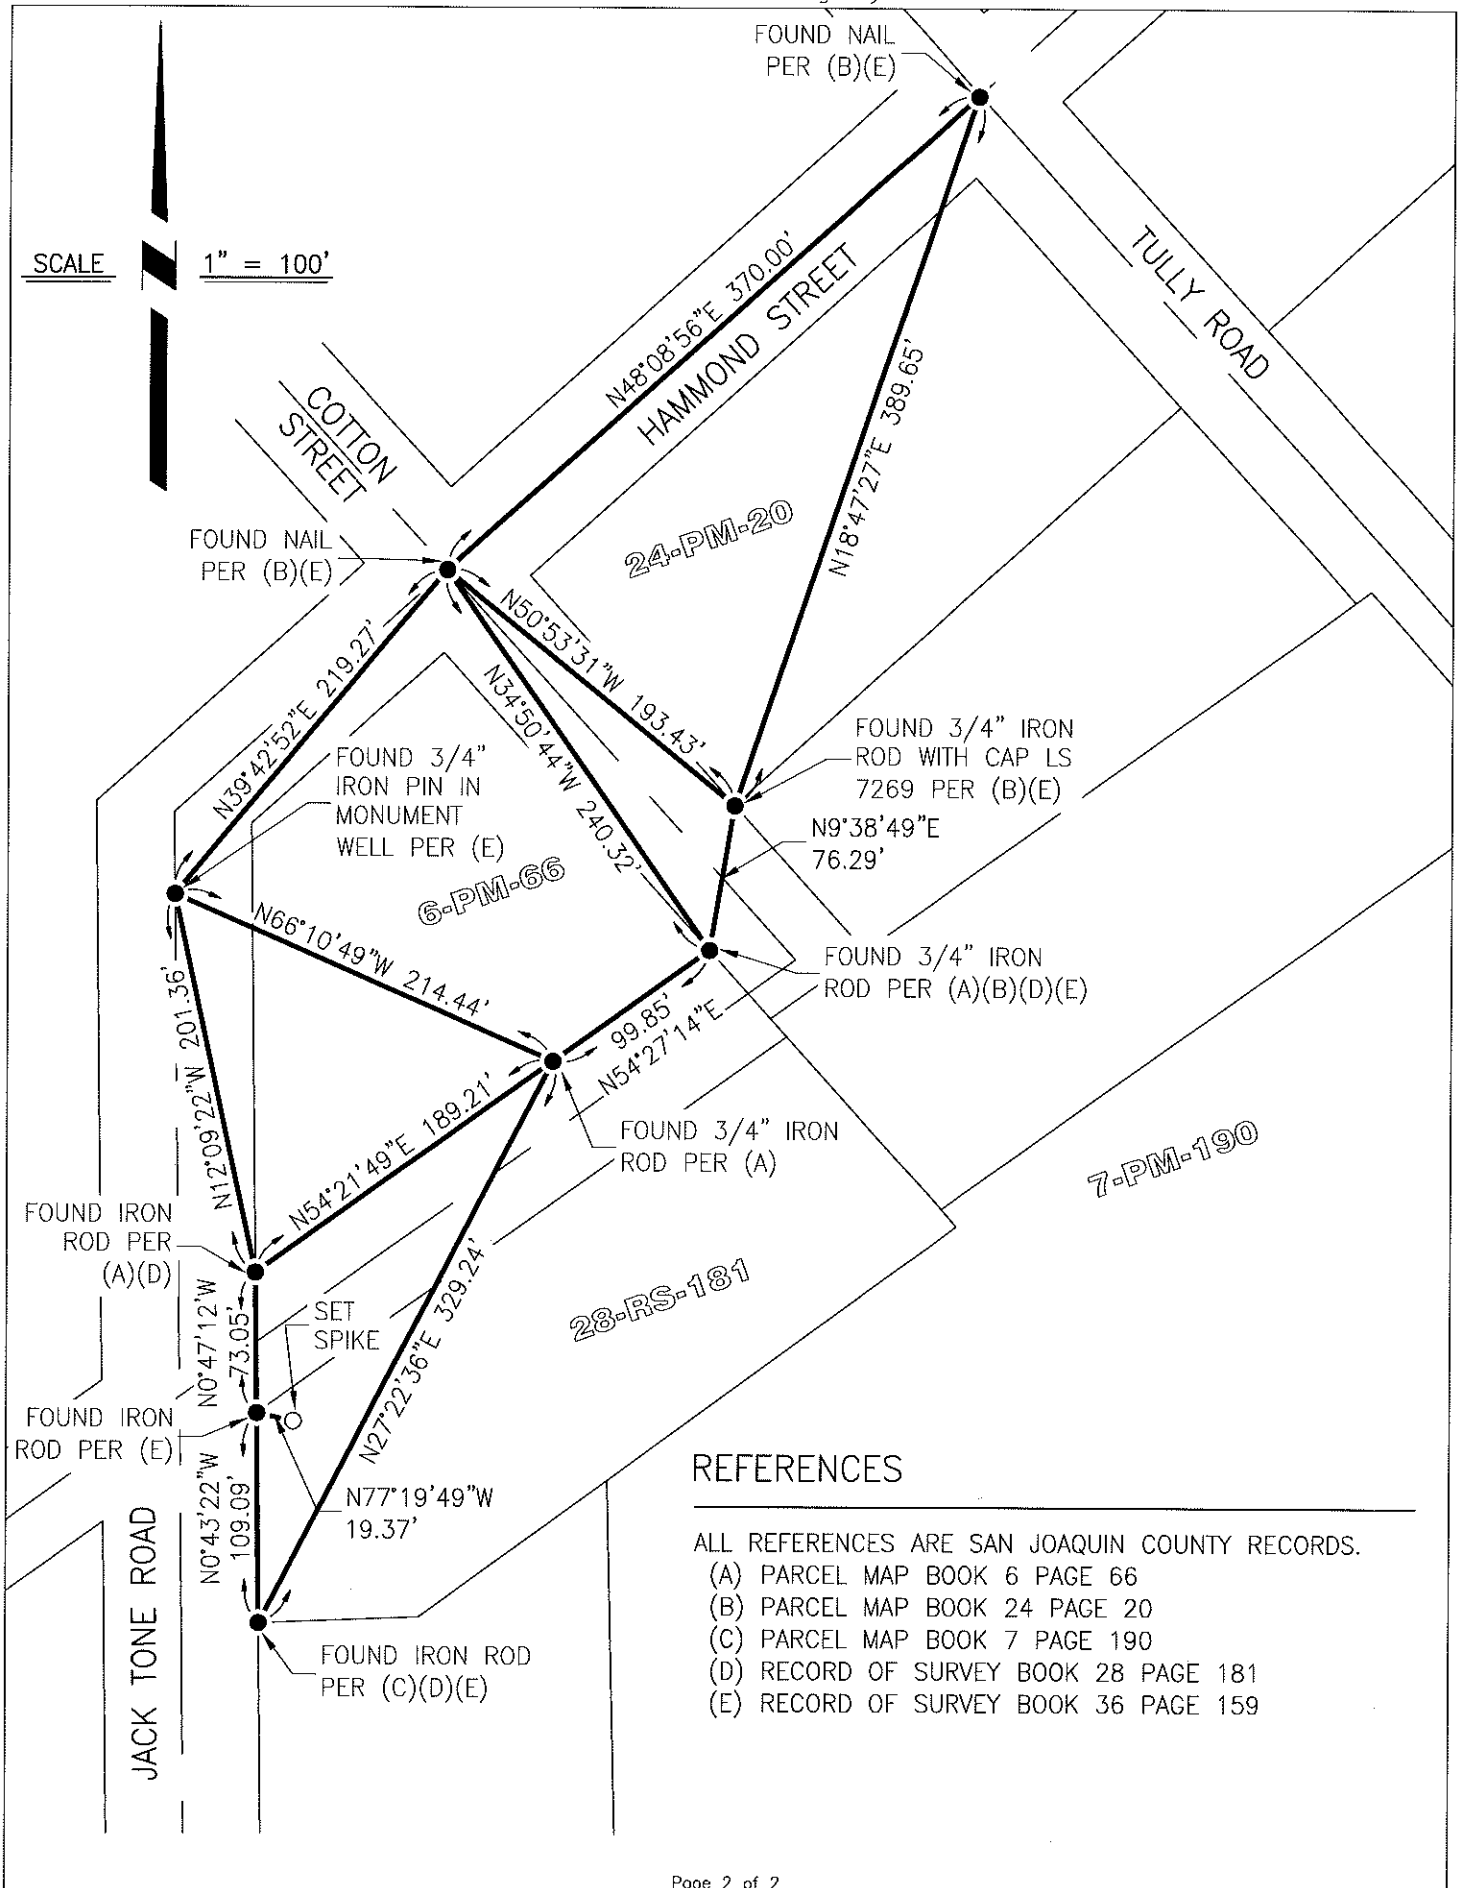 FOUND NAIL
PER (B)(E)
SCALE 1" = 100'
N48°08'56"E 370.00'
HAMMOND STREET
TULLY ROAD
N18°47'27"E 389.65'
COTTON
STREET
24-PM-20
FOUND NAIL
PER (B)(E)
N50°53'31"W 193.43'
N39°42'52"E 219.27'
N34°50'44"W 240.32'
FOUND 3/4" IRON
ROD WITH CAP LS
7269 PER (B)(E)
FOUND 3/4"
IRON PIN IN
MONUMENT
WELL PER (E)
N9°38'49"E
76.29'
6-PM-66
N66°10'49"W 214.44'
FOUND 3/4" IRON
ROD PER (A)(B)(D)(E)
N12°09'22"W 201.36'
99.85'
N54°27'14"E
N54°21'49"E 189.21'
FOUND 3/4" IRON
ROD PER (A)
7-PM-190
FOUND IRON
ROD PER
(A)(D)
N27°22'36"E 329.24'
28-RS-181
N0°47'12"W
73.05'
SET
SPIKE
FOUND IRON
ROD PER (E)
N0°43'22"W
109.09'
N77°19'49"W
19.37'
JACK TONE ROAD
FOUND IRON ROD
PER (C)(D)(E)
REFERENCES
ALL REFERENCES ARE SAN JOAQUIN COUNTY RECORDS.
(A) PARCEL MAP BOOK 6 PAGE 66
(B) PARCEL MAP BOOK 24 PAGE 20
(C) PARCEL MAP BOOK 7 PAGE 190
(D) RECORD OF SURVEY BOOK 28 PAGE 181
(E) RECORD OF SURVEY BOOK 36 PAGE 159
Page 2 of 2